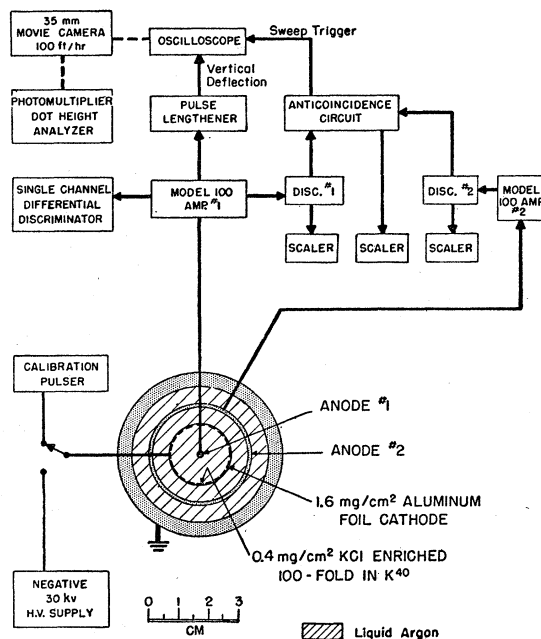 35 mm
MOVIE CAMERA
100 ft/hr
OSCILLOSCOPE
Sweep Trigger
Vertical
Deflection
PHOTOMULTIPLIER
DOT HEIGHT
ANALYZER
PULSE
LENGTHENER
ANTICOINCIDENCE
CIRCUIT
SINGLE CHANNEL
DIFFERENTIAL
DISCRIMINATOR
MODEL 100
AMP. #1
DISC. #1
DISC. #2
MODEL
100 AMP.
#2
SCALER
SCALER
SCALER
CALIBRATION
PULSER
ANODE #1
ANODE #2
1.6 mg/cm² ALUMINUM
FOIL CATHODE
0.4 mg/cm² KCl ENRICHED
100-FOLD IN K⁴⁰
NEGATIVE
30 kv
H.V. SUPPLY
0 1 2 3
CM
Liquid Argon